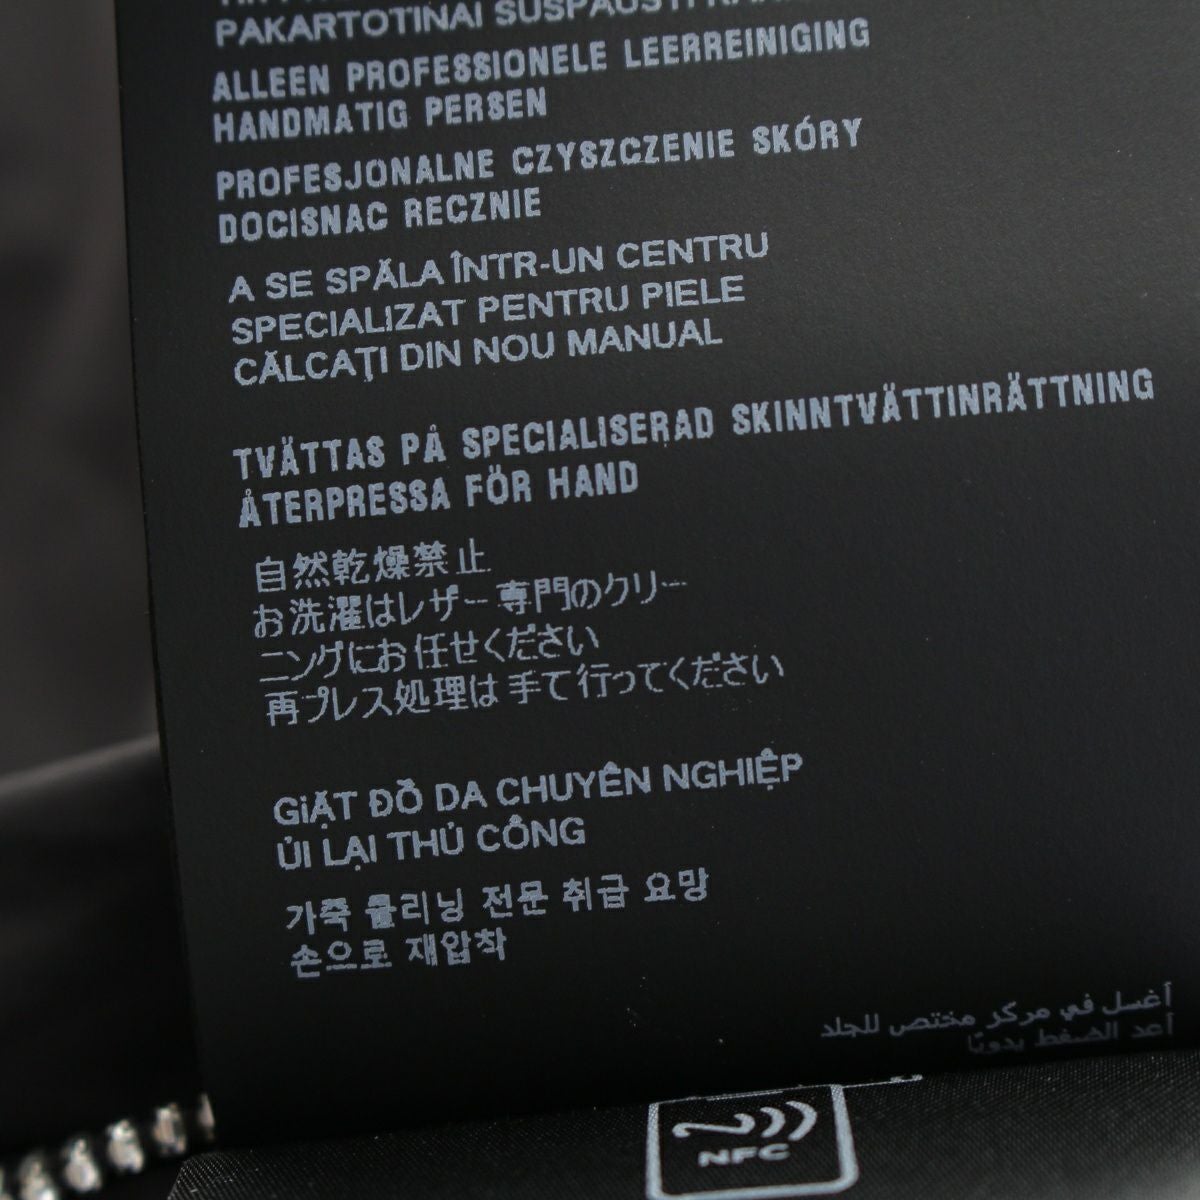 PAKARTOTINAI SUSPAUSTI
ALLEEN PROFESSIONELE LEERREINIGING
HANDMATIG PERSEN
PROFESJONALNE CZYSZCZENIE SKÓRY
DOCISNAC RECZNIE
A SE SPĂLA ÎNTR-UN CENTRU
SPECIALIZAT PENTRU PIELE
CĂLCAŢI DIN NOU MANUAL
TVÄTTAS PÅ SPECIALISERAD SKINNTVÄTTINRÄTTNING
ÅTERPRESSA FÖR HAND
自然乾燥禁止
お洗濯はレザー専門のクリー
ニングにお任せください
再プレス処理は手で行ってください
GIẶT ĐỒ DA CHUYÊN NGHIỆP
ỦI LẠI THỦ CÔNG
가죽 클리닝 전문 취급 요망
손으로 재압착
أغسل في مركز مختص للجلد
أعد الضغط يدويًا
NFC